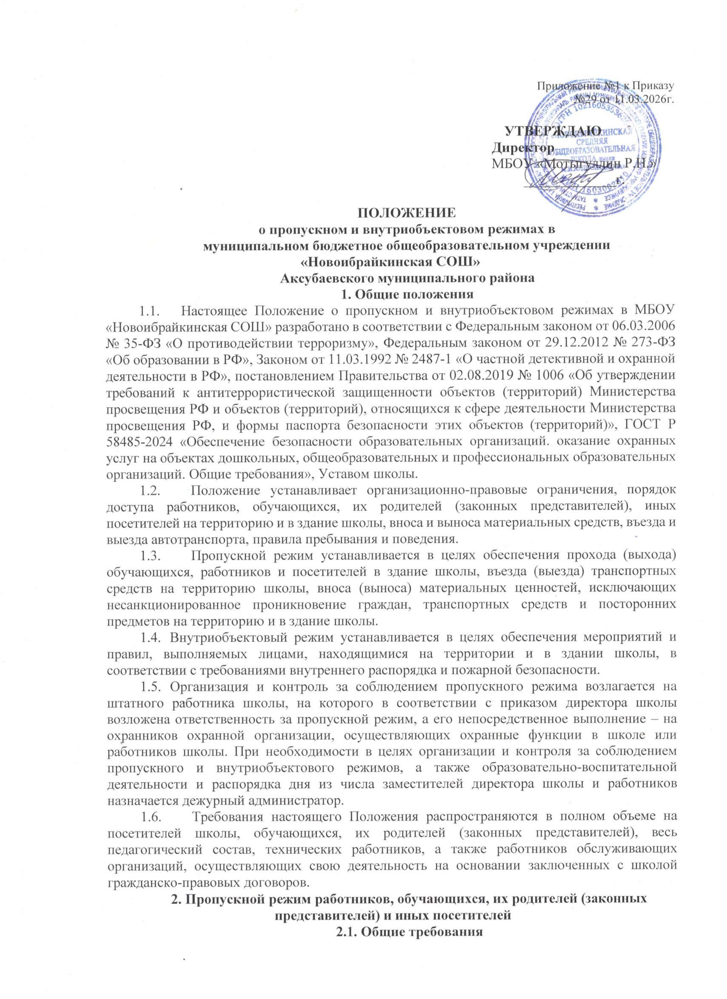 Приложение №1 к Приказу
№29 от 11.03.2026г.
УТВЕРЖДАЮ
Директор
МБОУ «Мотыгуллин Р.Н.»
г.
ОГРН
СРЕДНЯЯ
ОБЩЕОБРАЗОВАТЕЛЬНАЯ
ШКОЛА имени
ПОЛОЖЕНИЕ
о пропускном и внутриобъектовом режимах в
муниципальном бюджетное общеобразовательном учреждении
«Новоибрайкинская СОШ»
Аксубаевского муниципального района
1. Общие положения
1.1. Настоящее Положение о пропускном и внутриобъектовом режимах в МБОУ
«Новоибрайкинская СОШ» разработано в соответствии с Федеральным законом от 06.03.2006
№ 35-ФЗ «О противодействии терроризму», Федеральным законом от 29.12.2012 № 273-ФЗ
«Об образовании в РФ», Законом от 11.03.1992 № 2487-1 «О частной детективной и охранной
деятельности в РФ», постановлением Правительства от 02.08.2019 № 1006 «Об утверждении
требований к антитеррористической защищенности объектов (территорий) Министерства
просвещения РФ и объектов (территорий), относящихся к сфере деятельности Министерства
просвещения РФ, и формы паспорта безопасности этих объектов (территорий)», ГОСТ Р
58485-2024 «Обеспечение безопасности образовательных организаций. оказание охранных
услуг на объектах дошкольных, общеобразовательных и профессиональных образовательных
организаций. Общие требования», Уставом школы.
1.2. Положение устанавливает организационно-правовые ограничения, порядок
доступа работников, обучающихся, их родителей (законных представителей), иных
посетителей на территорию и в здание школы, вноса и выноса материальных средств, въезда и
выезда автотранспорта, правила пребывания и поведения.
1.3. Пропускной режим устанавливается в целях обеспечения прохода (выхода)
обучающихся, работников и посетителей в здание школы, въезда (выезда) транспортных
средств на территорию школы, вноса (выноса) материальных ценностей, исключающих
несанкционированное проникновение граждан, транспортных средств и посторонних
предметов на территорию и в здание школы.
1.4. Внутриобъектовый режим устанавливается в целях обеспечения мероприятий и
правил, выполняемых лицами, находящимися на территории и в здании школы, в
соответствии с требованиями внутреннего распорядка и пожарной безопасности.
1.5. Организация и контроль за соблюдением пропускного режима возлагается на
штатного работника школы, на которого в соответствии с приказом директора школы
возложена ответственность за пропускной режим, а его непосредственное выполнение – на
охранников охранной организации, осуществляющих охранные функции в школе или
работников школы. При необходимости в целях организации и контроля за соблюдением
пропускного и внутриобъектового режимов, а также образовательно-воспитательной
деятельности и распорядка дня из числа заместителей директора школы и работников
назначается дежурный администратор.
1.6. Требования настоящего Положения распространяются в полном объеме на
посетителей школы, обучающихся, их родителей (законных представителей), весь
педагогический состав, технических работников, а также работников обслуживающих
организаций, осуществляющих свою деятельность на основании заключенных с школой
гражданско-правовых договоров.
2. Пропускной режим работников, обучающихся, их родителей (законных
представителей) и иных посетителей
2.1. Общие требования